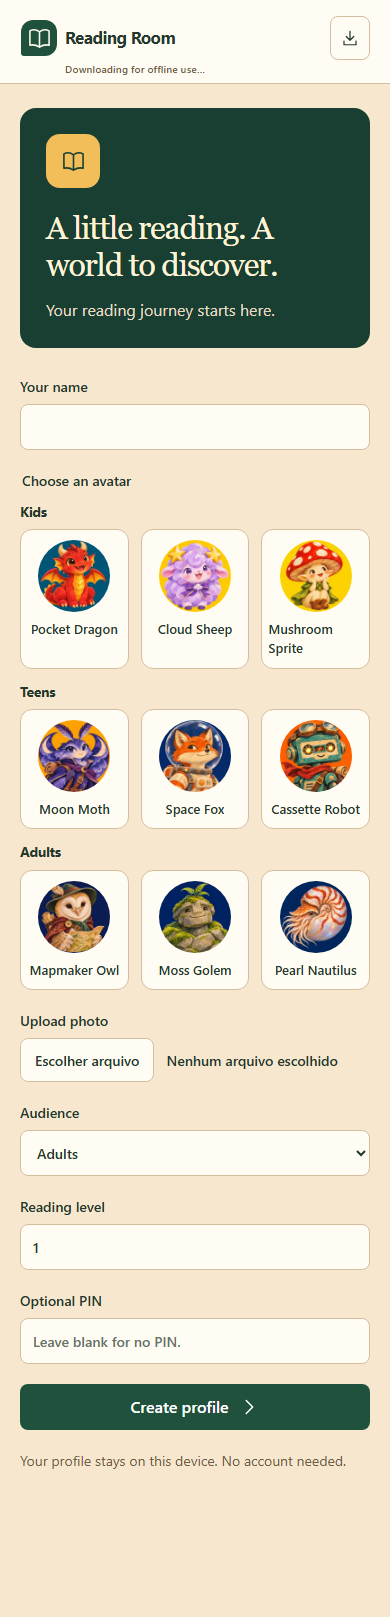 Reading Room
Downloading for offline use...
A little reading. A
world to discover.
Your reading journey starts here.
Your name
Choose an avatar
Kids
Pocket Dragon
Cloud Sheep
Mushroom
Sprite
Teens
Moon Moth
Space Fox
Cassette Robot
Adults
Mapmaker Owl
Moss Golem
Pearl Nautilus
Upload photo
Escolher arquivo
Nenhum arquivo escolhido
Audience
Adults
Reading level
1
Optional PIN
Leave blank for no PIN.
Create profile
Your profile stays on this device. No account needed.